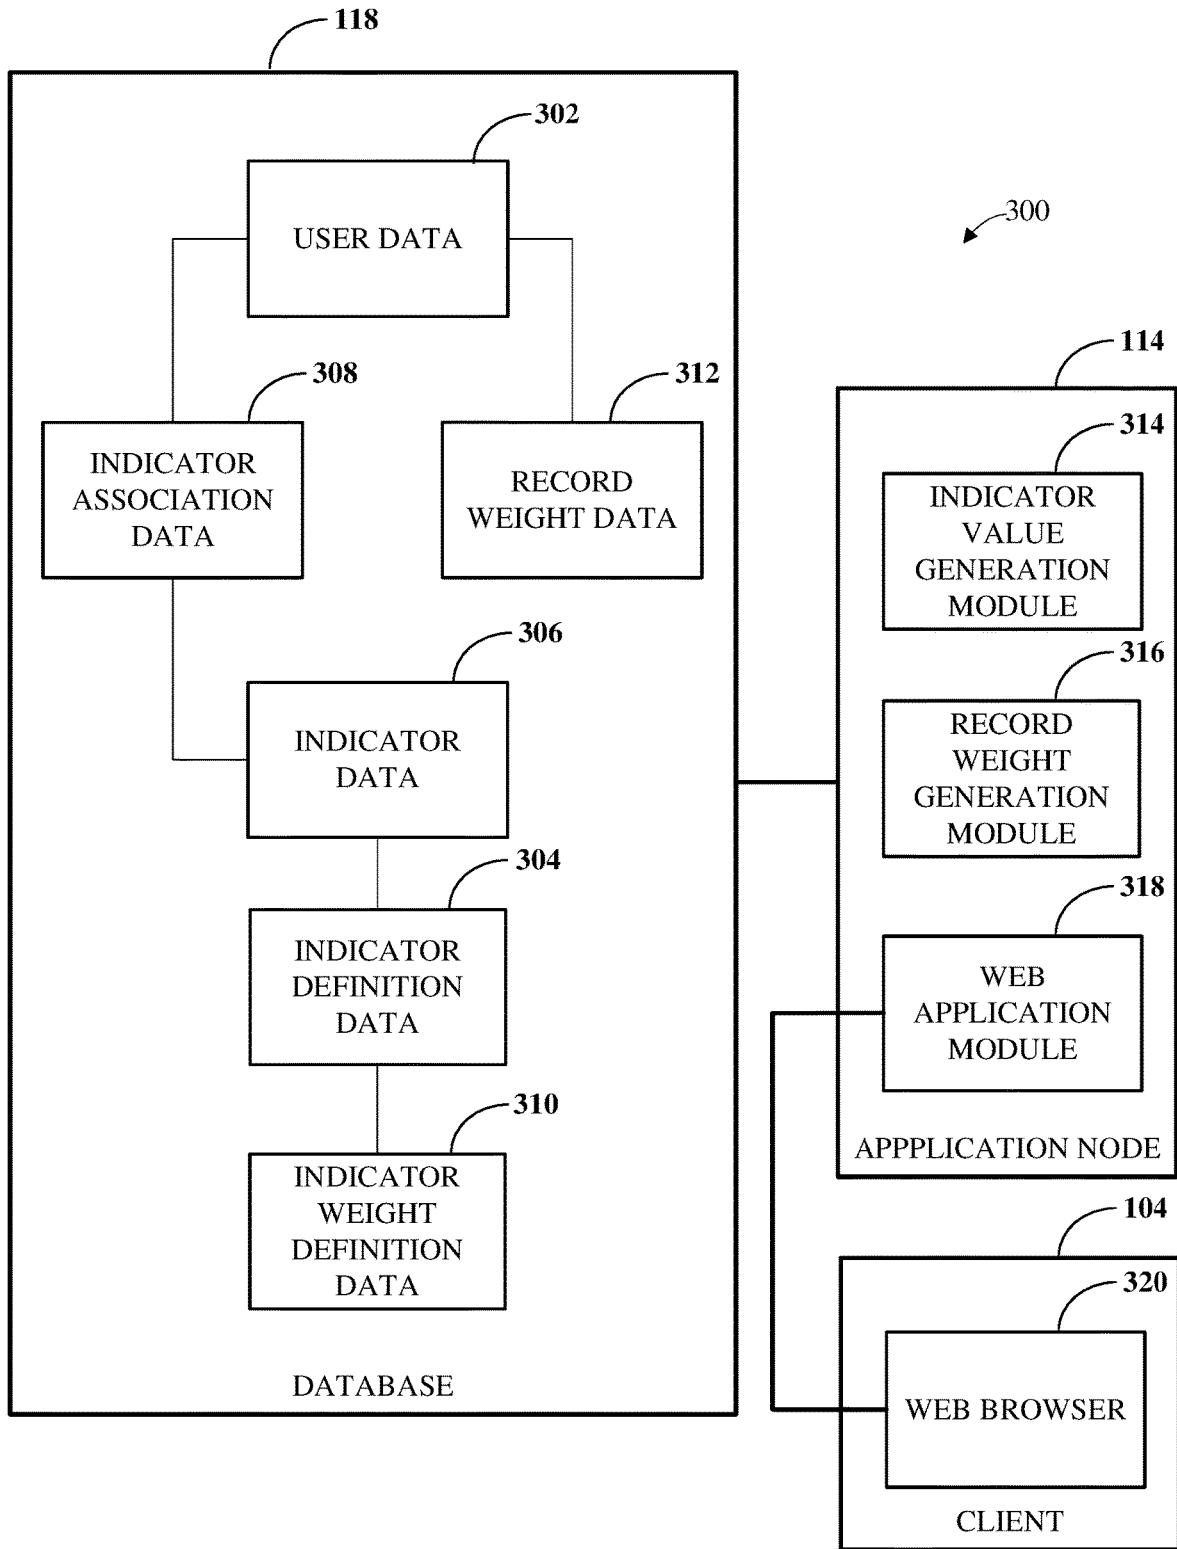 118
302
USER DATA
300
308
INDICATOR
ASSOCIATION
DATA
312
RECORD
WEIGHT DATA
306
INDICATOR
DATA
304
INDICATOR
DEFINITION
DATA
310
INDICATOR
WEIGHT
DEFINITION
DATA
DATABASE
114
314
INDICATOR
VALUE
GENERATION
MODULE
316
RECORD
WEIGHT
GENERATION
MODULE
318
WEB
APPLICATION
MODULE
APPPLICATION NODE
104
320
WEB BROWSER
CLIENT